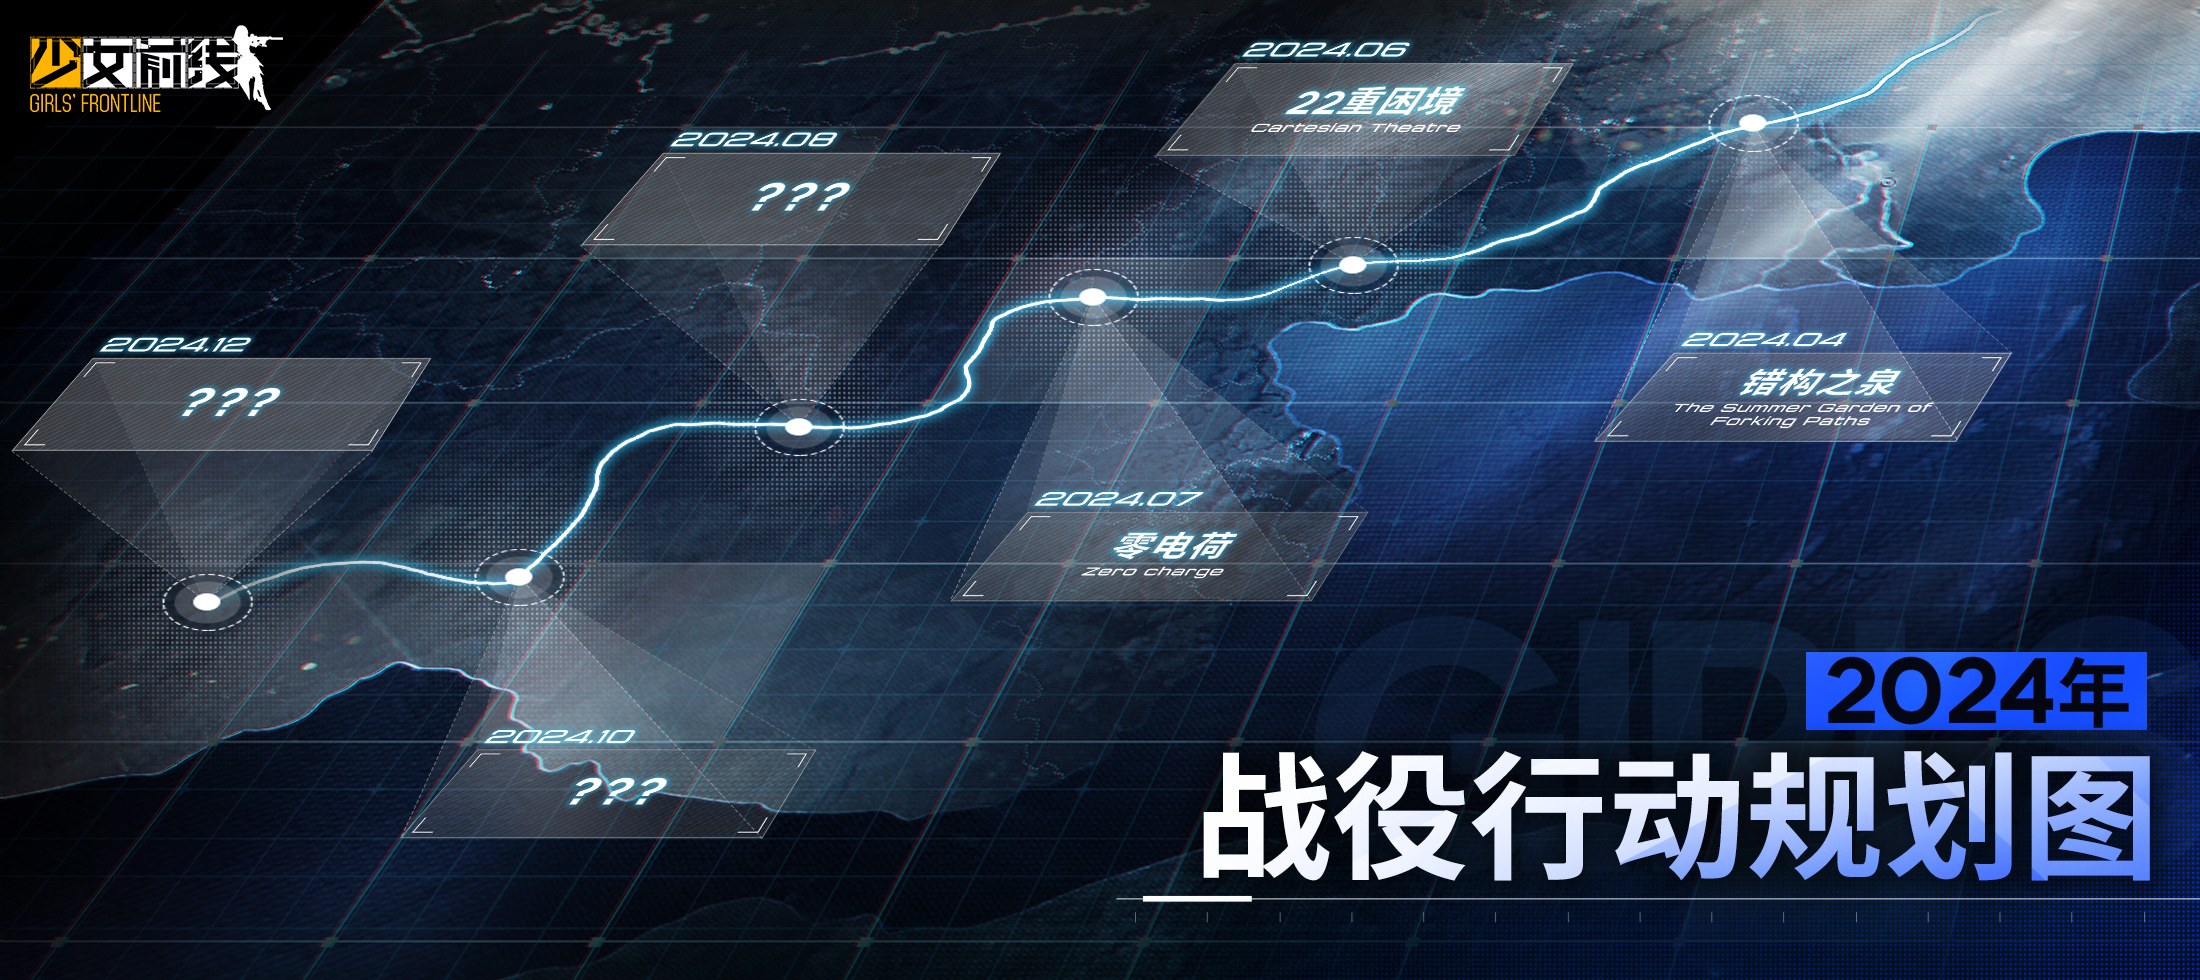 少女前线
GIRLS' FRONTLINE
2024.06
22重困境
Cartesian Theatre
2024.08
???
2024.12
???
2024.04
错构之泉
The Summer Garden of
Forking Paths
2024.07
零电荷
Zero charge
2024.10
???
2024年
战役行动规划图